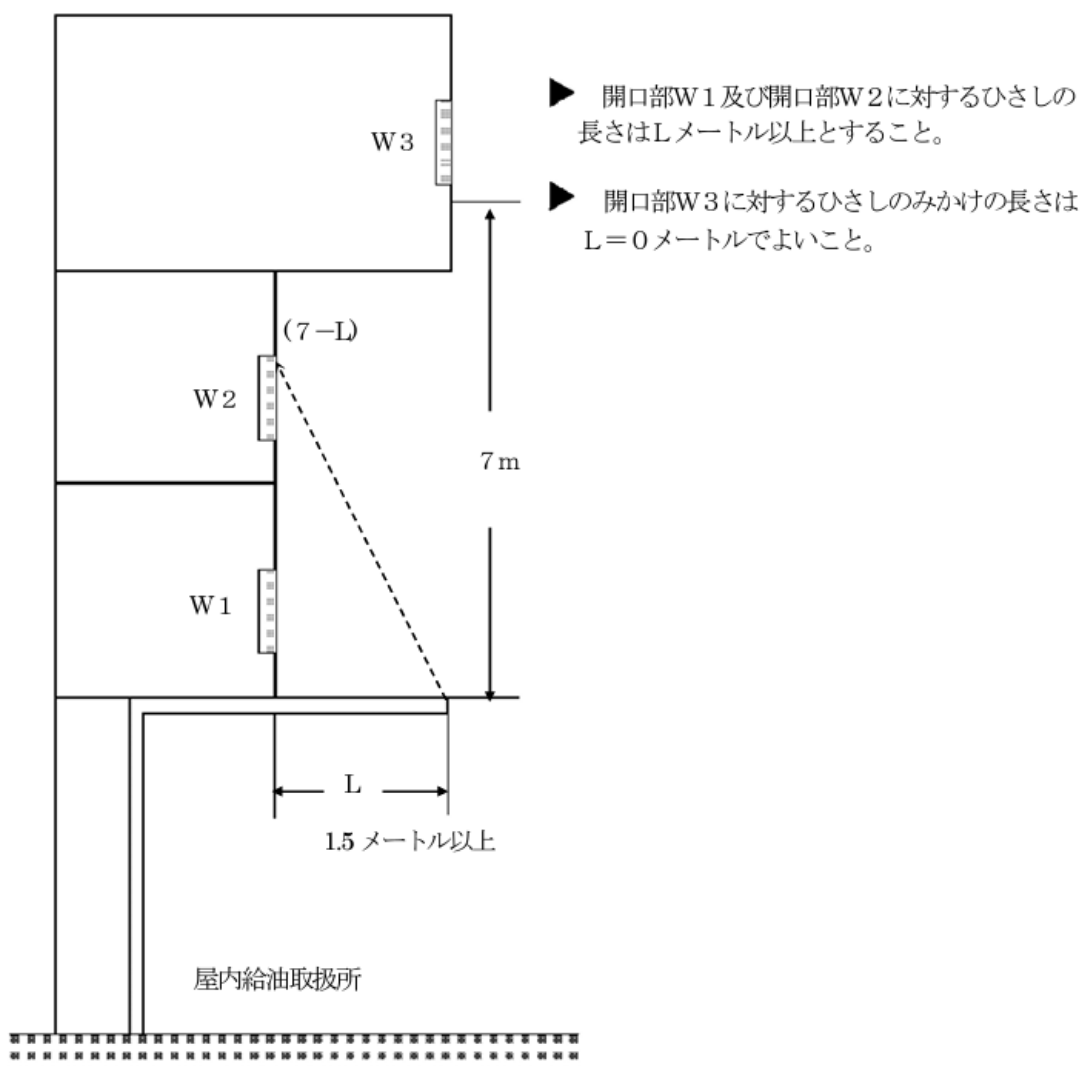 ▶ 開口部W1及び開口部W2に対するひさしの
長さはLメートル以上とすること。
▶ 開口部W3に対するひさしのみかけの長さは
L=0メートルでよいこと。
W3
(7-L)
W2
7m
W1
L
1.5 メートル以上
屋内給油取扱所